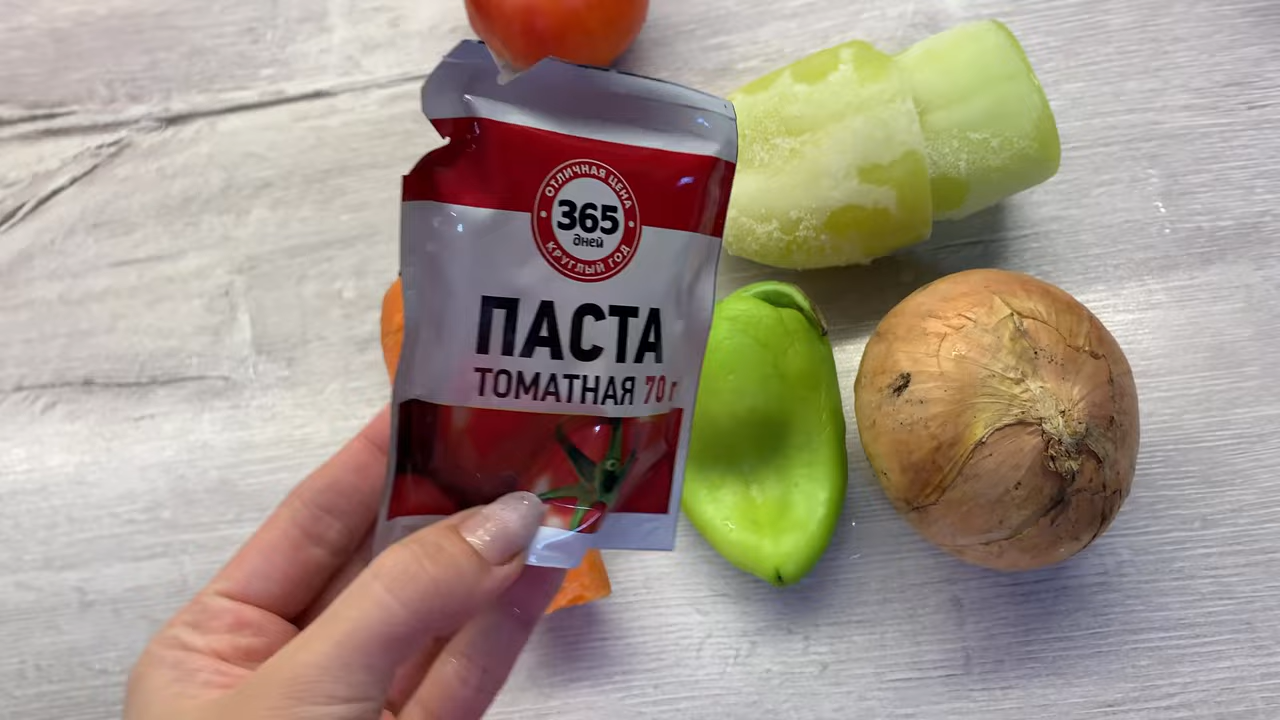 ОТЛИЧНАЯ ЦЕНА
365
дней
КРУГЛЫЙ ГОД
ПАСТА
ТОМАТНАЯ 70 г